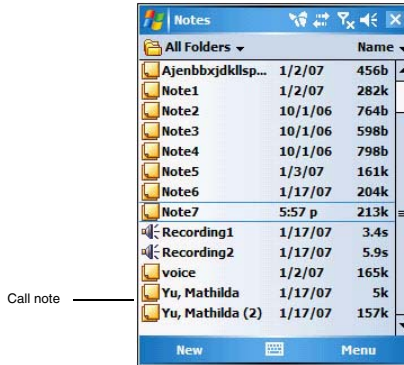 Notes
All Folders Name
Ajenbbxjdkllsp... 1/2/07 456b
Note1 1/2/07 282k
Note2 10/1/06 764b
Note3 10/1/06 598b
Note4 10/1/06 798b
Note5 1/3/07 161k
Note6 1/17/07 204k
Note7 5:57 p 213k
Recording1 1/17/07 3.4s
Recording2 1/17/07 5.9s
voice 1/2/07 165k
Yu, Mathilda 1/17/07 5k
Call note
Yu, Mathilda (2) 1/17/07 157k
New Menu